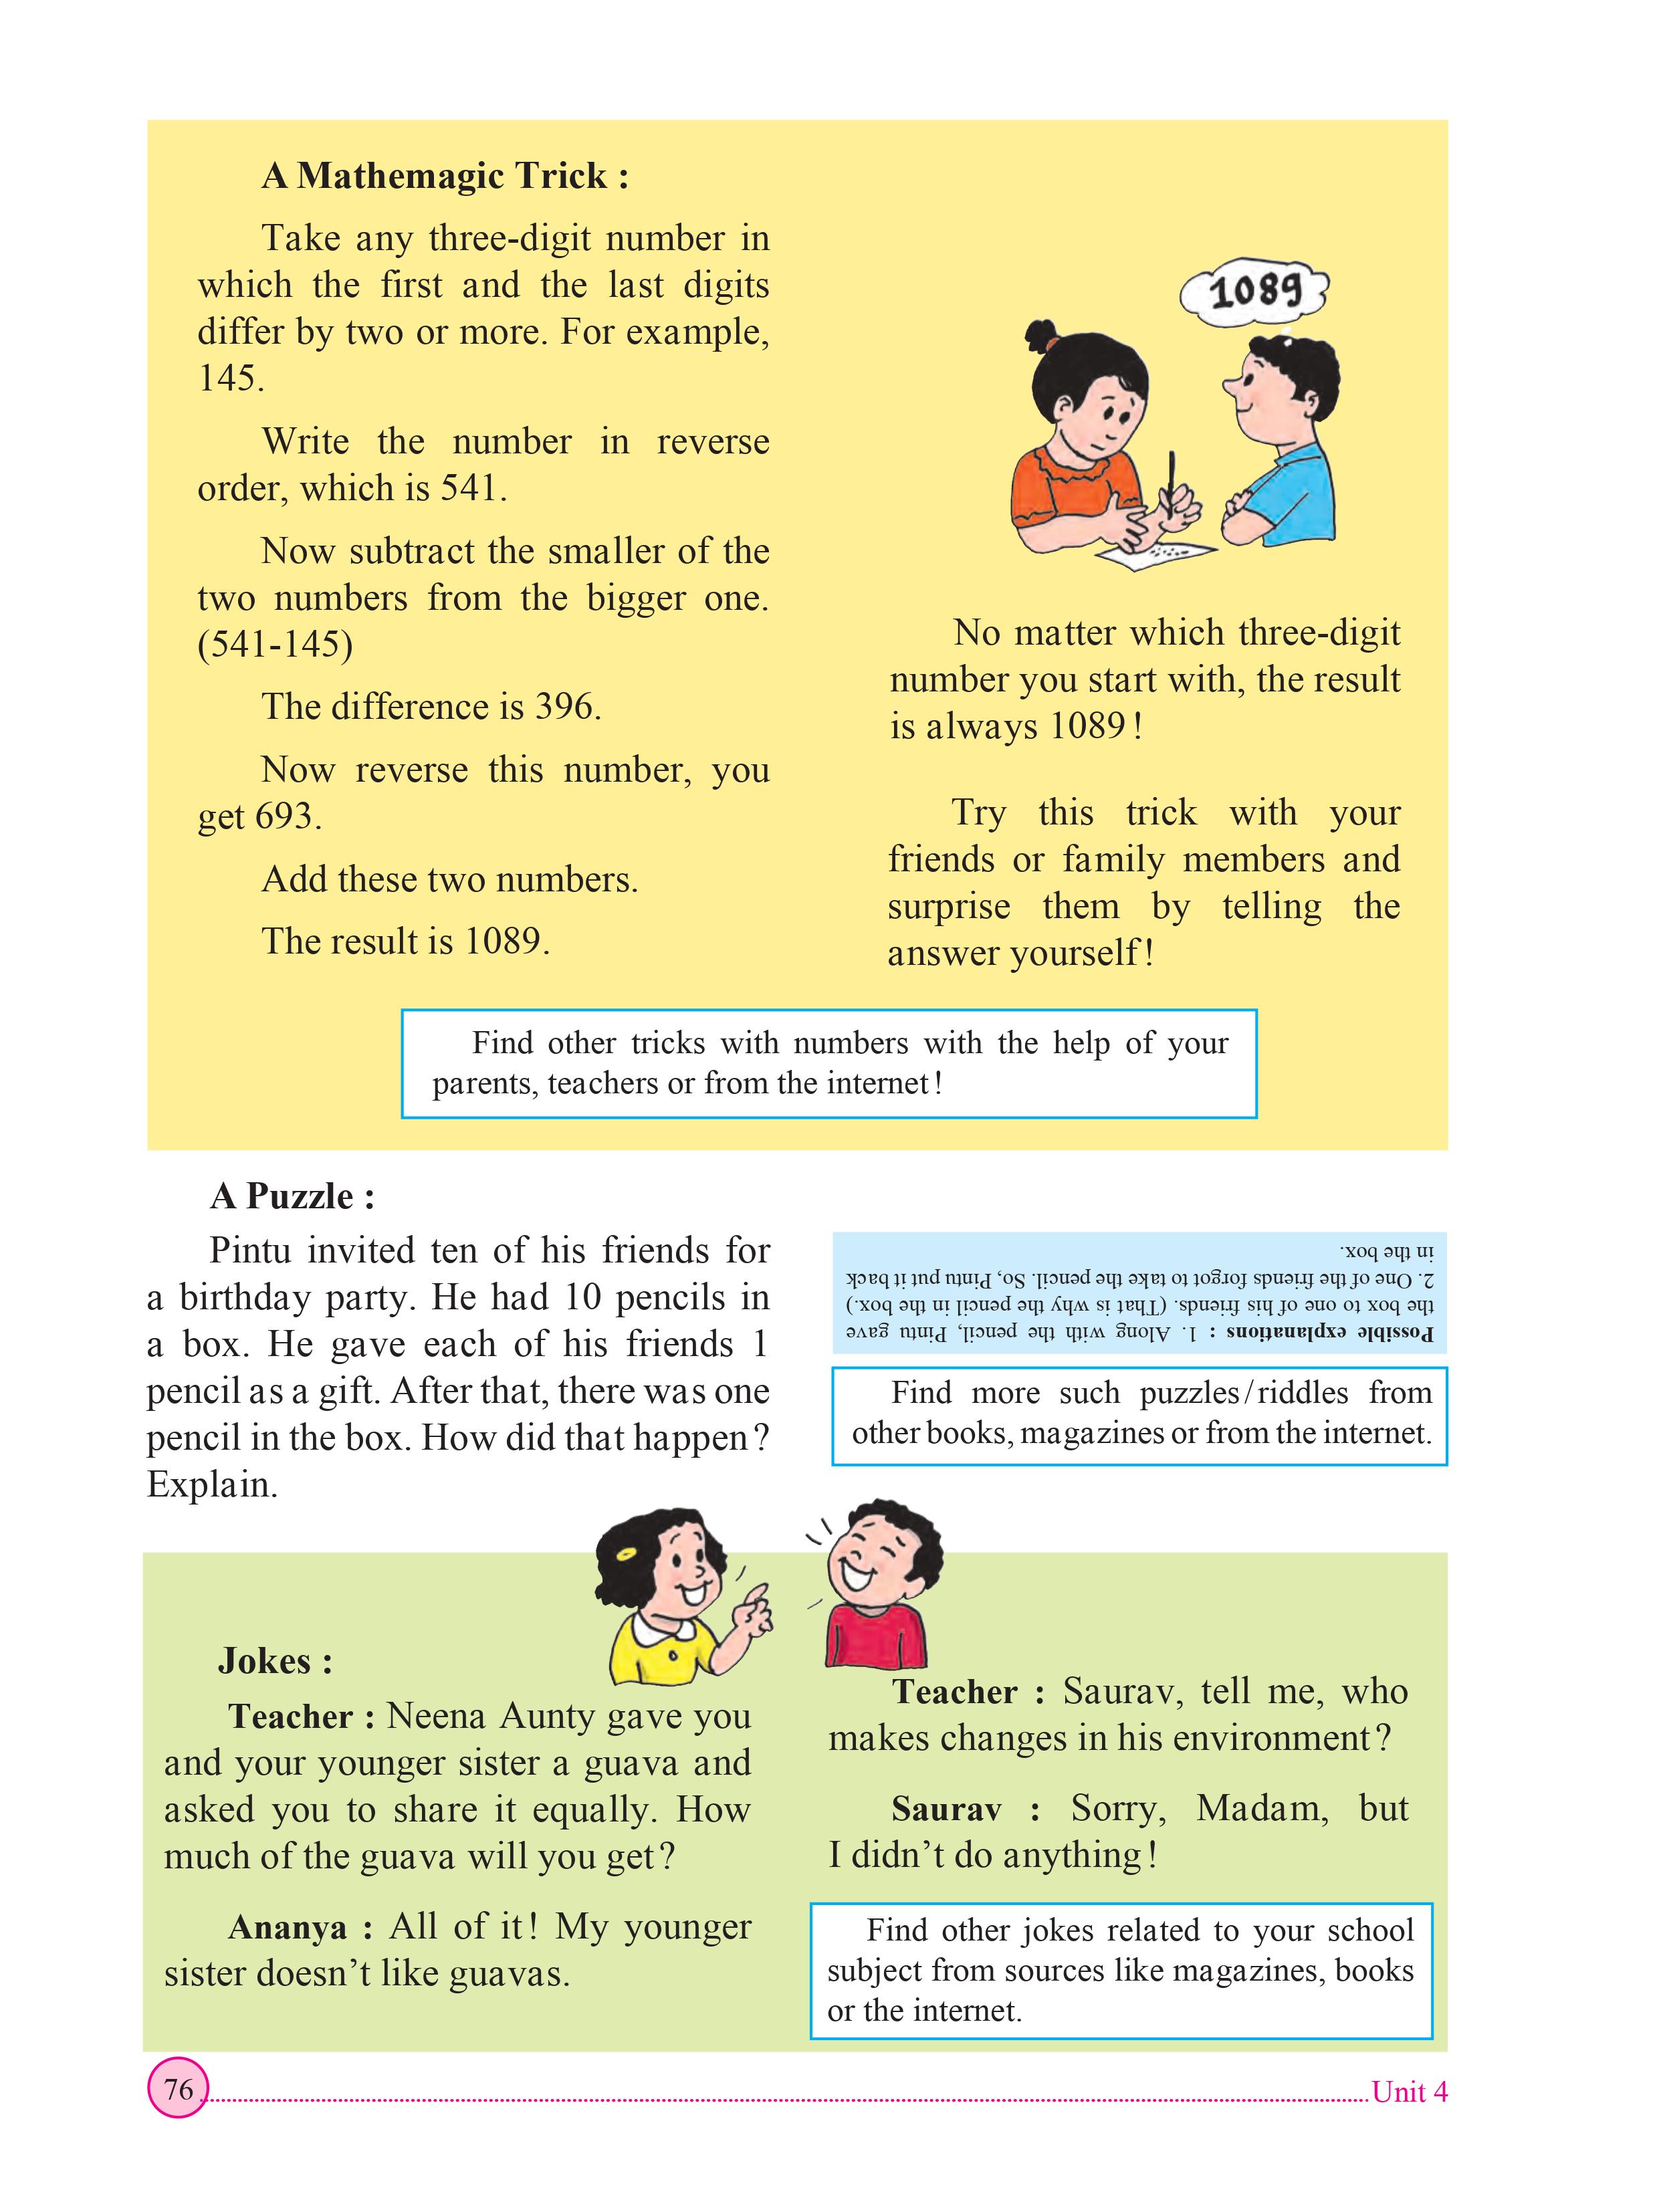 A Mathemagic Trick :
Take any three-digit number in
which the first and the last digits
differ by two or more. For example,
145.
Write the number in reverse
order, which is 541.
Now subtract the smaller of the
two numbers from the bigger one.
(541-145)
The difference is 396.
Now reverse this number, you
get 693.
Add these two numbers.
The result is 1089.
1089
No matter which three-digit
number you start with, the result
is always 1089 !
Try this trick with your
friends or family members and
surprise them by telling the
answer yourself !
Find other tricks with numbers with the help of your
parents, teachers or from the internet !
A Puzzle :
Pintu invited ten of his friends for
a birthday party. He had 10 pencils in
a box. He gave each of his friends 1
pencil as a gift. After that, there was one
pencil in the box. How did that happen ?
Explain.
Possible explanations : 1. Along with the pencil, Pintu gave
the box to one of his friends. (That is why the pencil in the box.)
2. One of the friends forgot to take the pencil. So, Pintu put it back
in the box.
Find more such puzzles / riddles from
other books, magazines or from the internet.
Jokes :
Teacher : Neena Aunty gave you
and your younger sister a guava and
asked you to share it equally. How
much of the guava will you get ?
Ananya : All of it ! My younger
sister doesn’t like guavas.
Teacher : Saurav, tell me, who
makes changes in his environment ?
Saurav : Sorry, Madam, but
I didn’t do anything !
Find other jokes related to your school
subject from sources like magazines, books
or the internet.
76
Unit 4